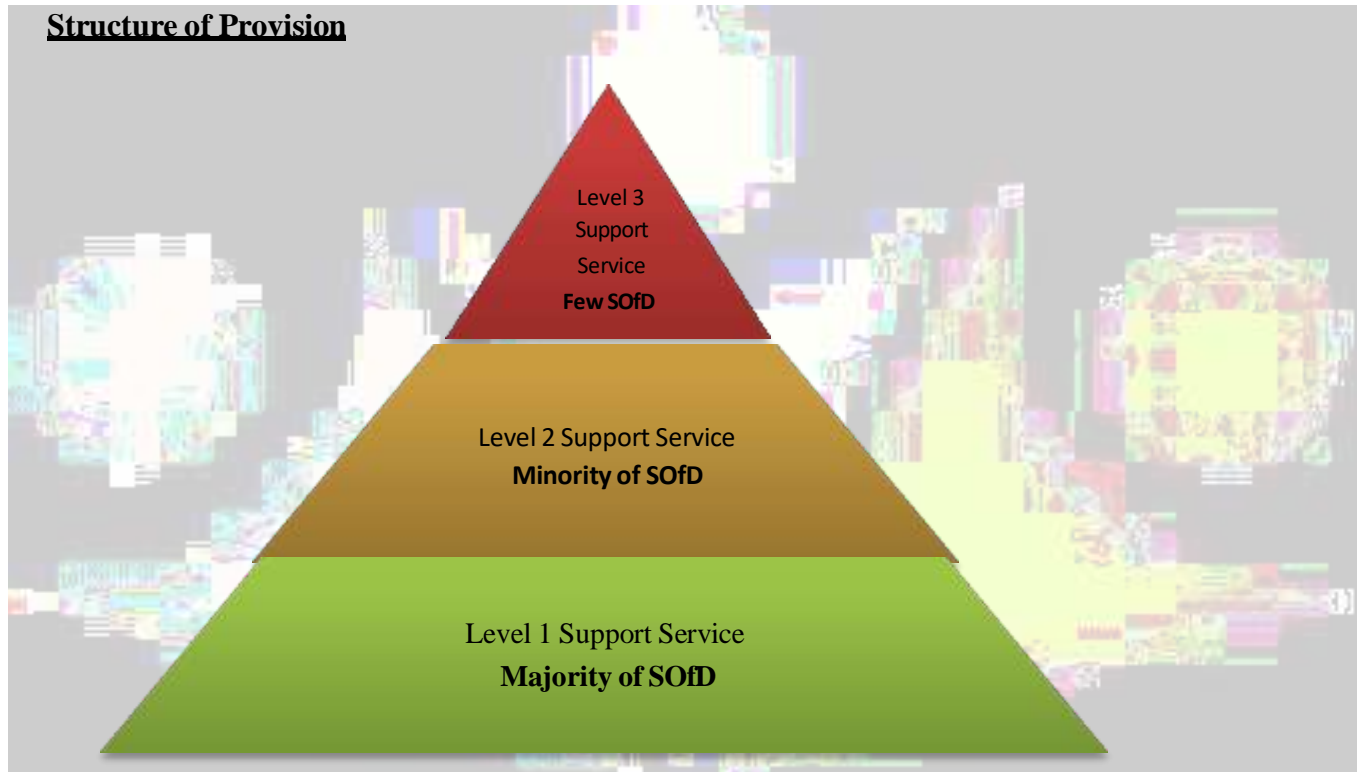 Structure of Provision
Level 3
Support
Service
Few SOfD
Level 2 Support Service
Minority of SOfD
Level 1 Support Service
Majority of SOfD